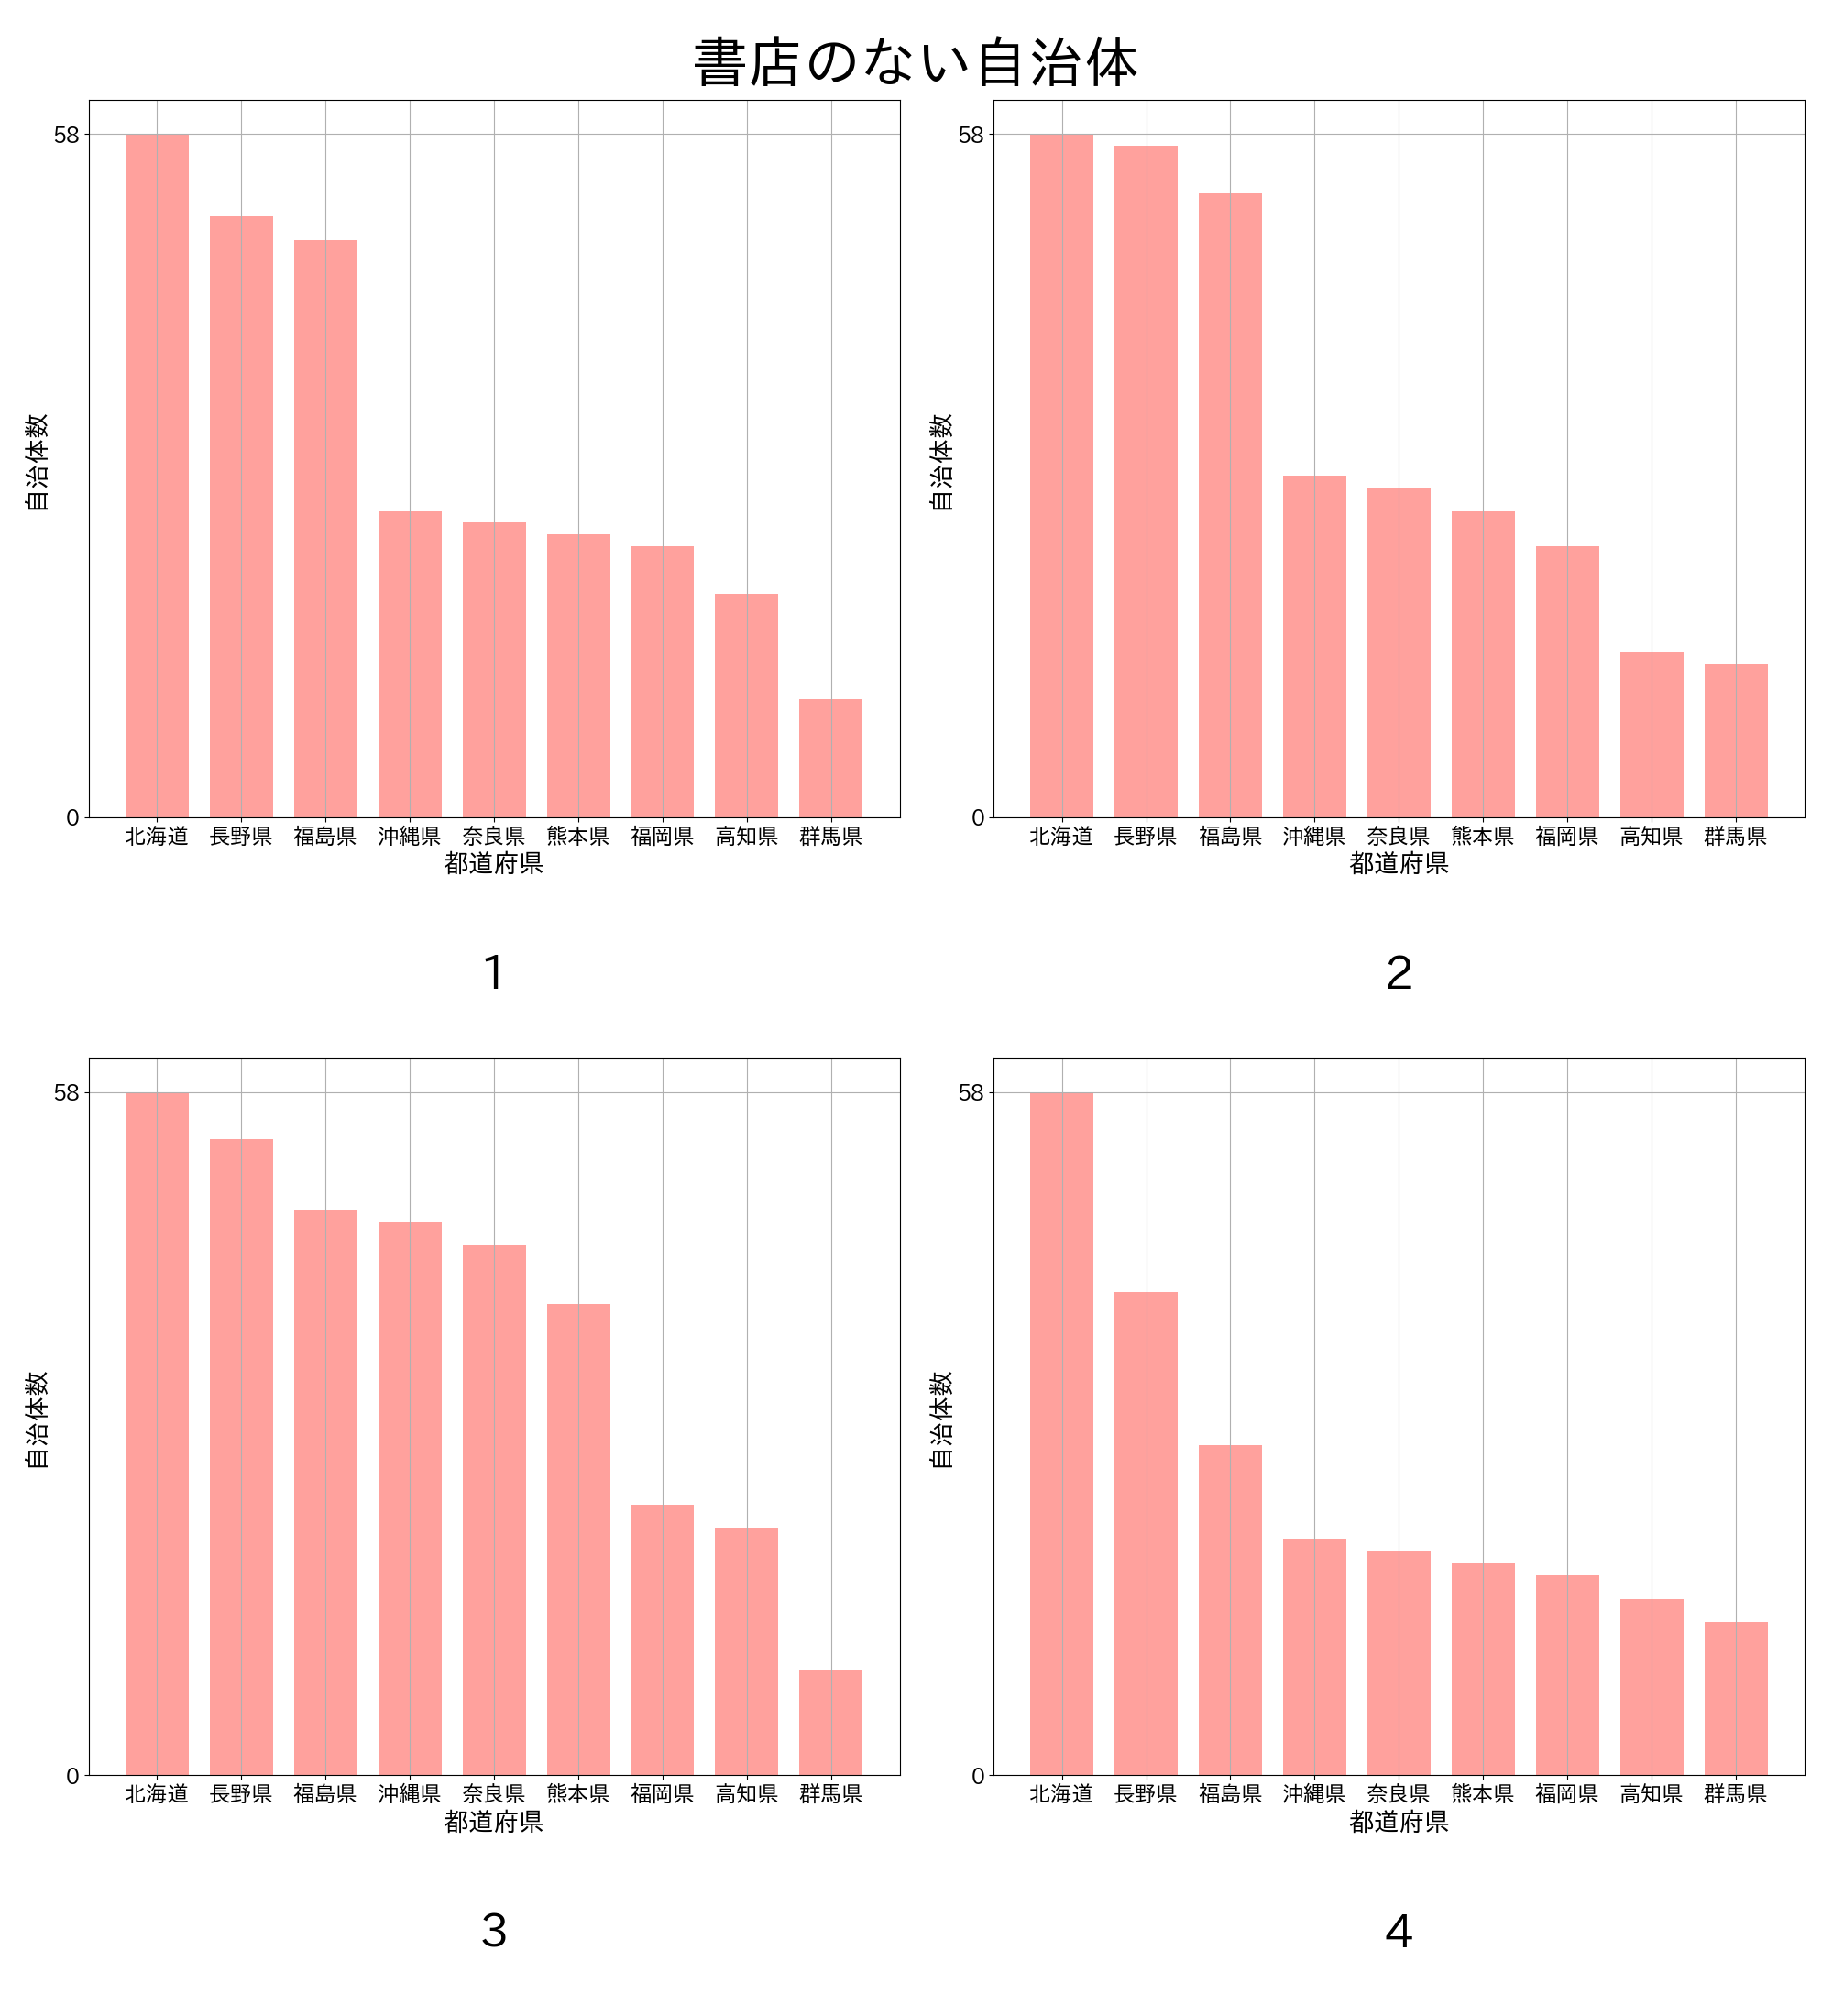 書店のない自治体
58
0
自治体数
北海道 長野県 福島県 沖縄県 奈良県 熊本県 福岡県 高知県 群馬県
都道府県
1
58
0
自治体数
北海道 長野県 福島県 沖縄県 奈良県 熊本県 福岡県 高知県 群馬県
都道府県
2
58
0
自治体数
北海道 長野県 福島県 沖縄県 奈良県 熊本県 福岡県 高知県 群馬県
都道府県
3
58
0
自治体数
北海道 長野県 福島県 沖縄県 奈良県 熊本県 福岡県 高知県 群馬県
都道府県
4